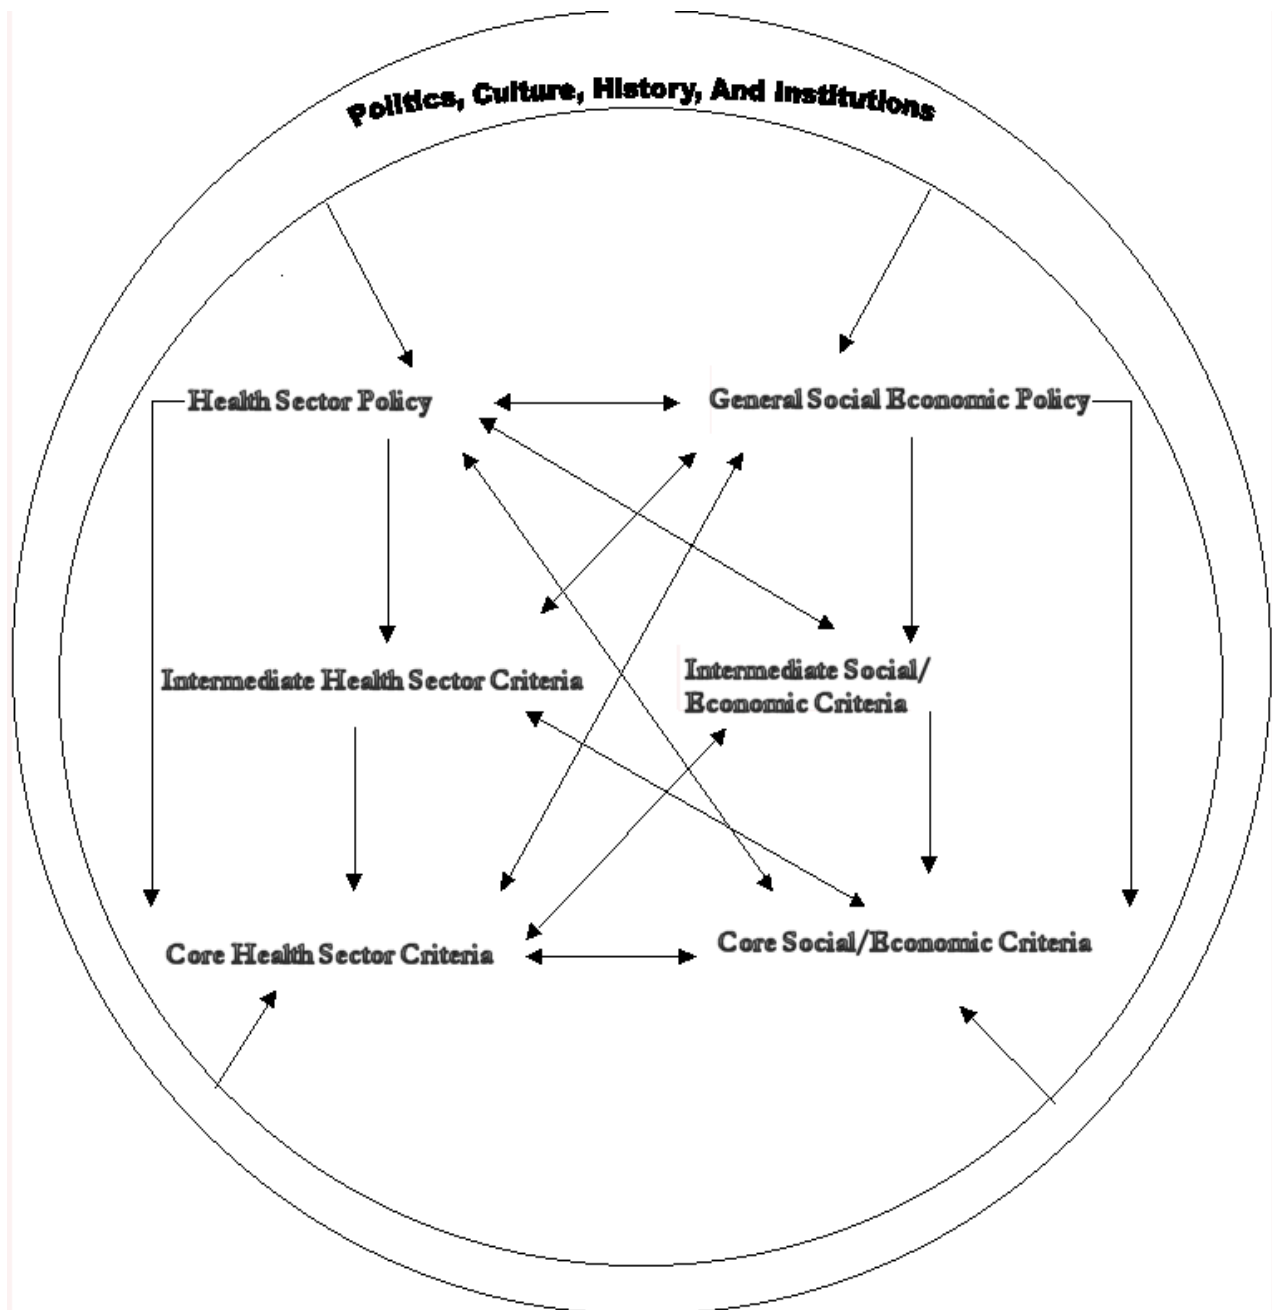 Politics, Culture, History, And Institutions
Health Sector Policy
General Social Economic Policy
Intermediate Health Sector Criteria
Intermediate Social/
Economic Criteria
Core Health Sector Criteria
Core Social/Economic Criteria